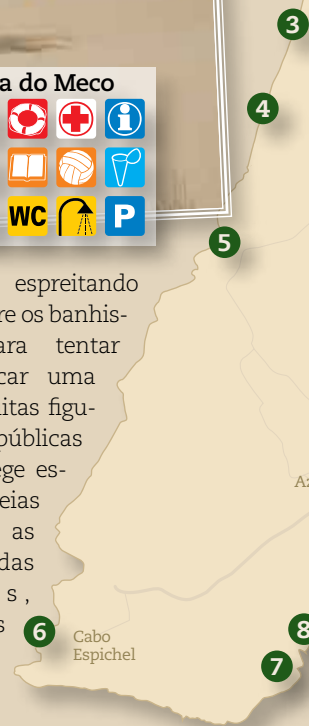 a do Meco
WC
P
espreitando
re os banhis-
ara tentar
car uma
itas figu-
públicas
ege es-
eias
as
das
s ,
s
3
4
5
Az
6
Cabo
Espichel
8
7